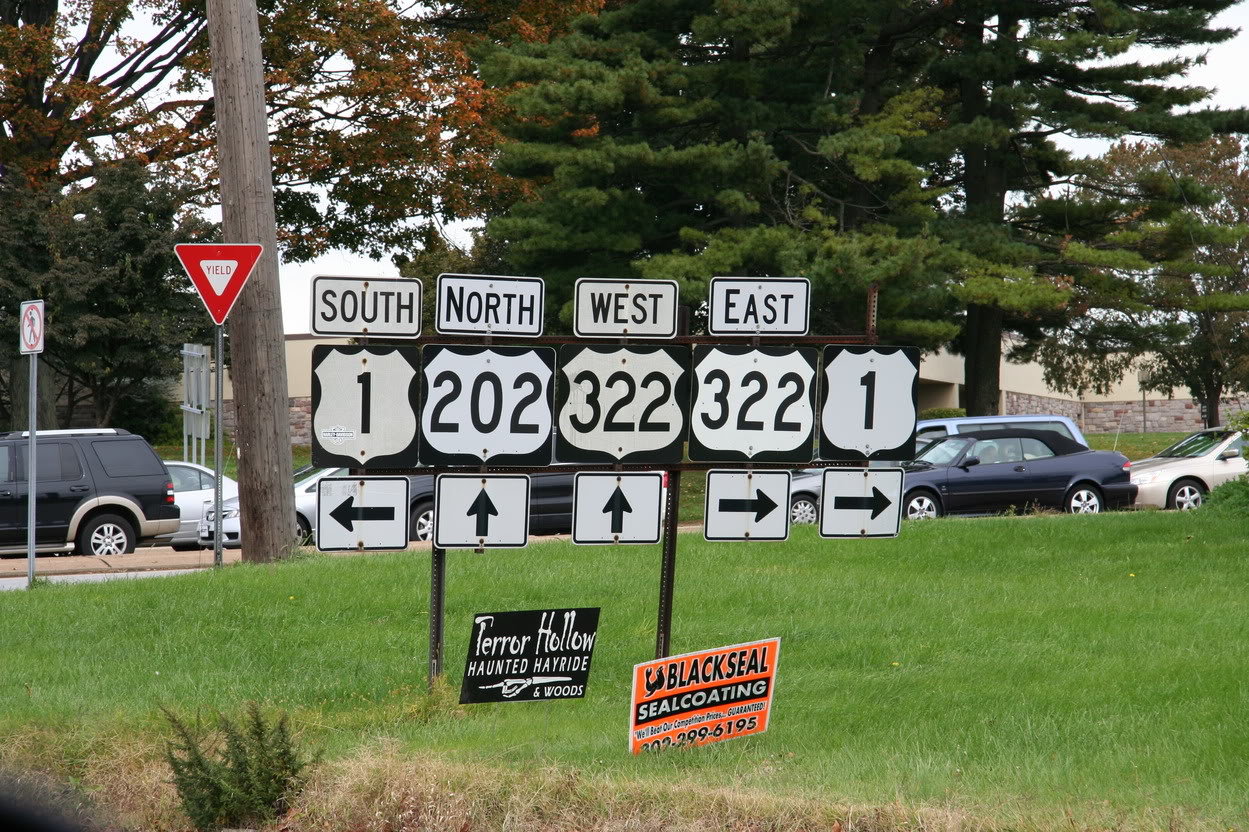 YIELD
SOUTH NORTH WEST EAST
1 202 322 322 1
Terror Hollow
HAUNTED HAYRIDE
& WOODS
BLACKSEAL
SEALCOATING
"We'll Beat Our Competition Prices... GUARANTEED!
302-299-6195